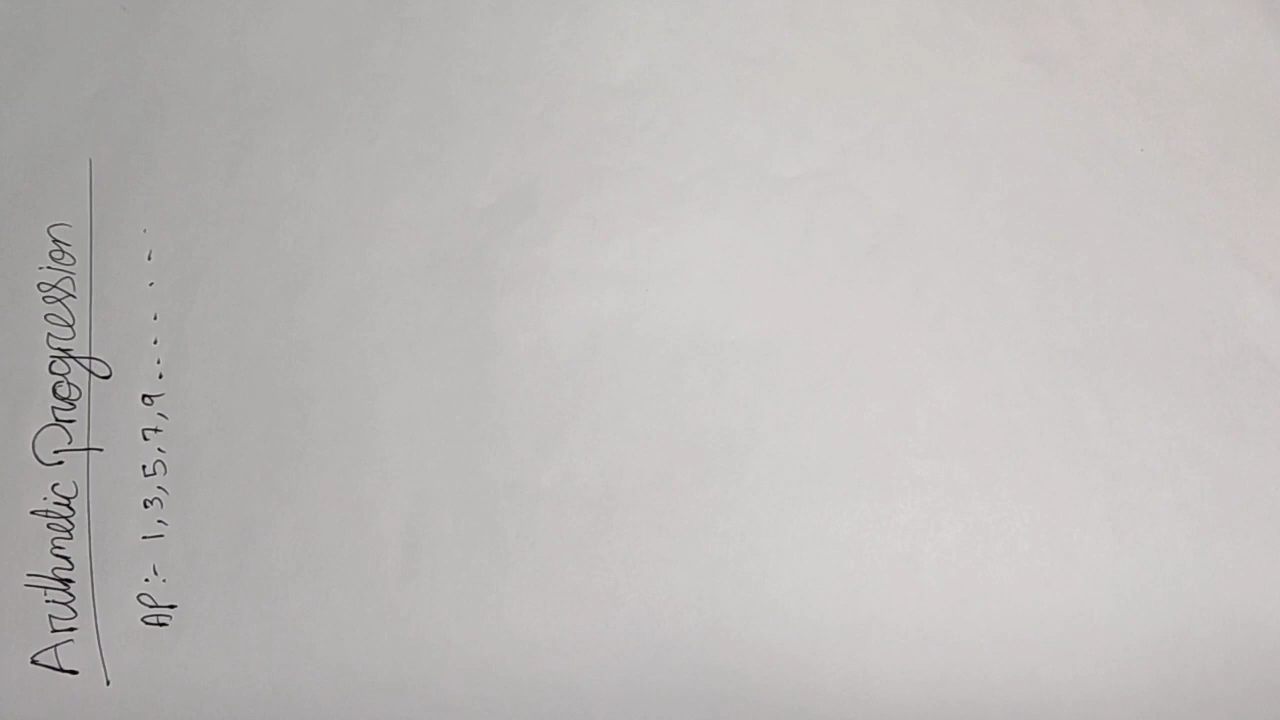 Arithmetic Progression
AP:- 1, 3, 5, 7, 9........